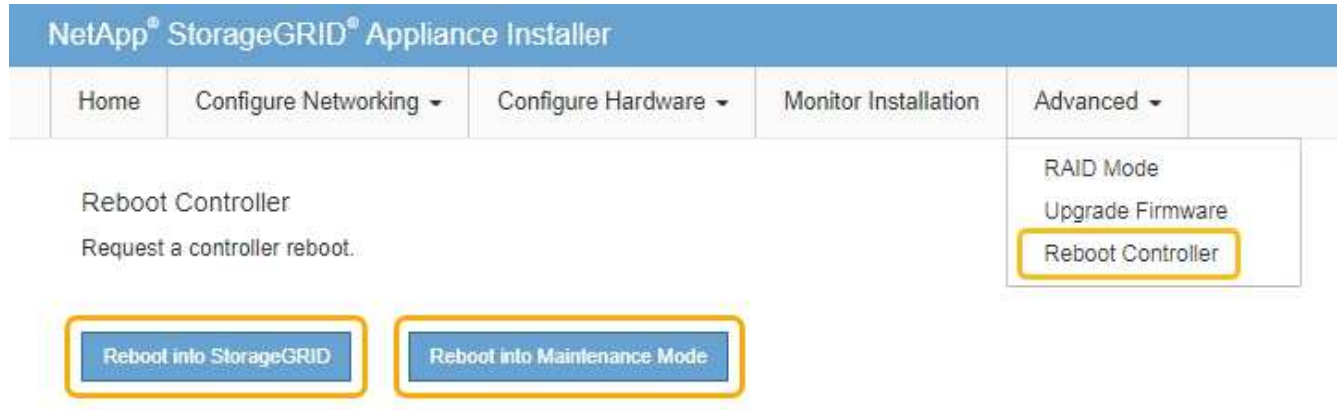 NetApp® StorageGRID® Appliance Installer
Home Configure Networking Configure Hardware Monitor Installation Advanced
RAID Mode
Upgrade Firmware
Reboot Controller
Reboot Controller
Request a controller reboot.
Reboot into StorageGRID Reboot into Maintenance Mode